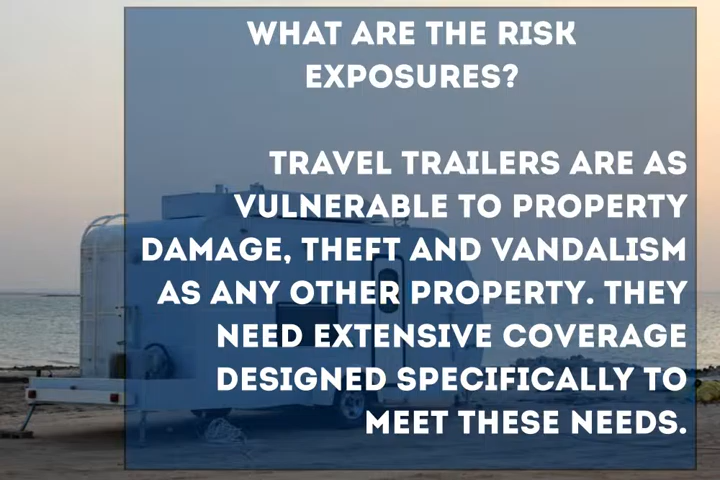 WHAT ARE THE RISK
EXPOSURES?
TRAVEL TRAILERS ARE AS
VULNERABLE TO PROPERTY
DAMAGE, THEFT AND VANDALISM
AS ANY OTHER PROPERTY. THEY
NEED EXTENSIVE COVERAGE
DESIGNED SPECIFICALLY TO
MEET THESE NEEDS.